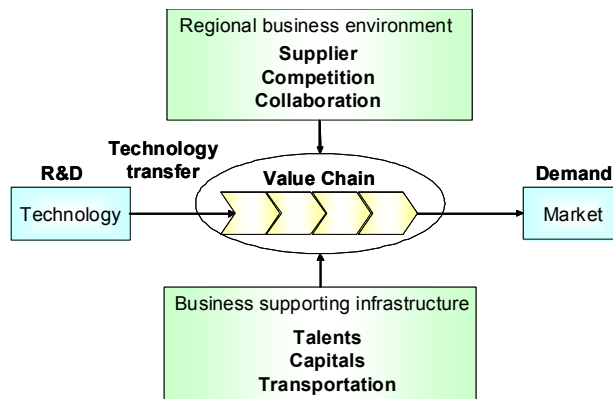 Regional business environment
Supplier
Competition
Collaboration
Technology
transfer
R&D
Value Chain
Demand
Technology
Market
Business supporting infrastructure
Talents
Capitals
Transportation